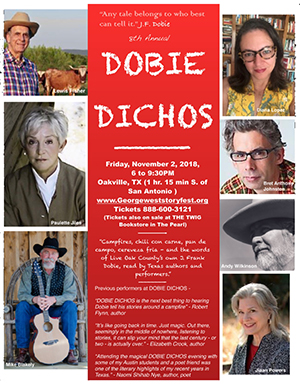 "Any tale belongs to who best
can tell it." J.F. Dobie
8th Annual
DOBIE
DICHOS
Friday, November 2, 2018,
6 to 9:30PM
Oakville, TX (1 hr. 15 min S. of
San Antonio )
www.Georgeweststoryfest.org
Tickets 888-600-3121
(Tickets also on sale at THE TWIG
Bookstore in The Pearl)
"Campfires, chili con carne, pan de
campo, cerveza fria - and the words
of Live Oak County's own J. Frank
Dobie, read by Texas authors and
performers."
Previous performers at DOBIE DICHOS -
"DOBIE DICHOS is the next best thing to hearing
Dobie tell his stories around a campfire" - Robert
Flynn, author
"It's like going back in time. Just magic. Out there,
seemingly in the middle of nowhere, listening to
stories, it can slip your mind that the last century - or
two - is actually over." - Elizabeth Crook, author
"Attending the magical DOBIE DICHOS evening with
some of my Austin students and a poet friend was
one of the literary highlights of my recent years in
Texas." - Naomi Shihab Nye, author, poet
Lewis Fisher
Paulette Jiles
Mike Blakely
Diana Lopez
Bret Anthony
Johnston
Andy Wilkinson
Jilann Powers